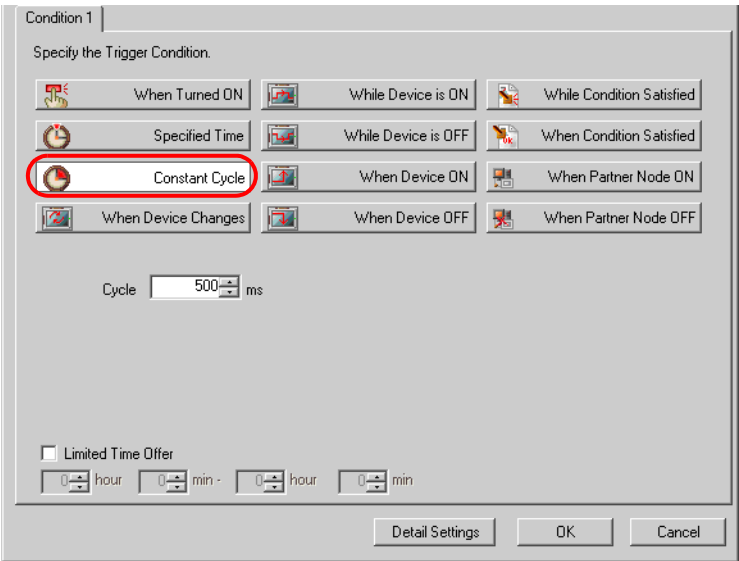 Condition 1
Specify the Trigger Condition.
When Turned ON While Device is ON While Condition Satisfied
Specified Time While Device is OFF When Condition Satisfied
OK
Constant Cycle When Device ON When Partner Node ON
When Device Changes When Device OFF When Partner Node OFF
Cycle 500 ms
Limited Time Offer
0 hour 0 min - 0 hour 0 min
Detail Settings OK Cancel